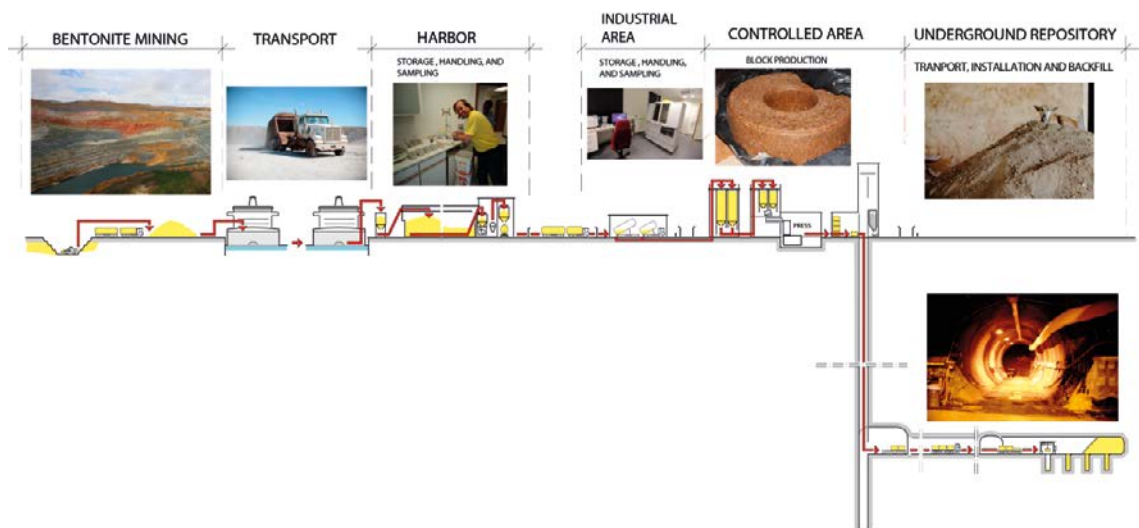 BENTONITE MINING
TRANSPORT
HARBOR
STORAGE, HANDLING, AND
SAMPLING
INDUSTRIAL
AREA
STORAGE, HANDLING,
AND SAMPLING
CONTROLLED AREA
BLOCK PRODUCTION
UNDERGROUND REPOSITORY
TRANPORT, INSTALLATION AND BACKFILL
PRESS